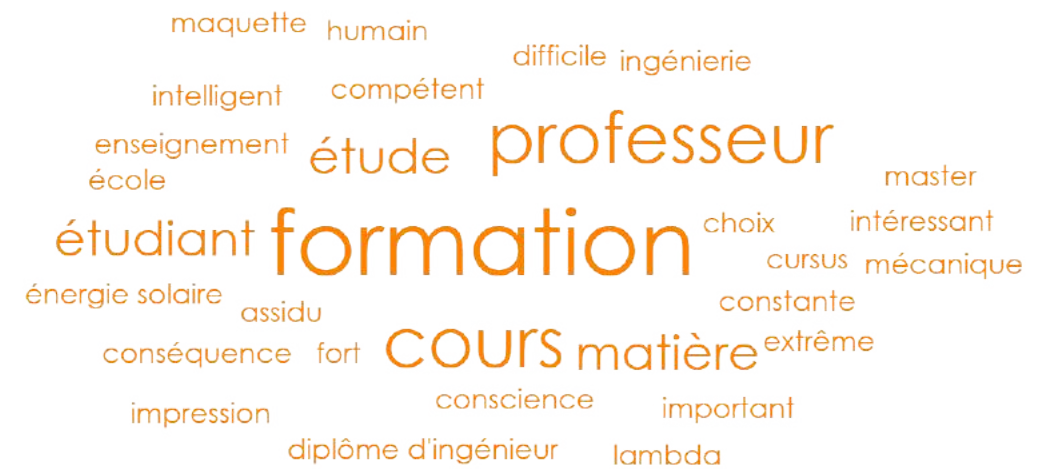 maquette humain
difficile ingénierie
intelligent compétent
enseignement étude professeur
école master
étudiant formation choix intéressant
cursus mécanique
énergie solaire assidu constante
conséquence fort cours matière extrême
impression conscience important
diplôme d'ingénieur lambda